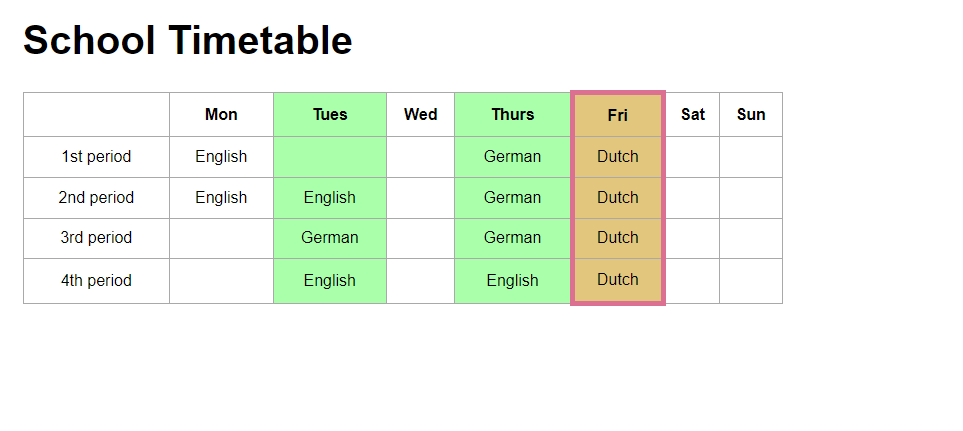 School Timetable
Mon Tues Wed Thurs Fri Sat Sun
1st period English German Dutch
2nd period English English German Dutch
3rd period German German Dutch
4th period English English Dutch